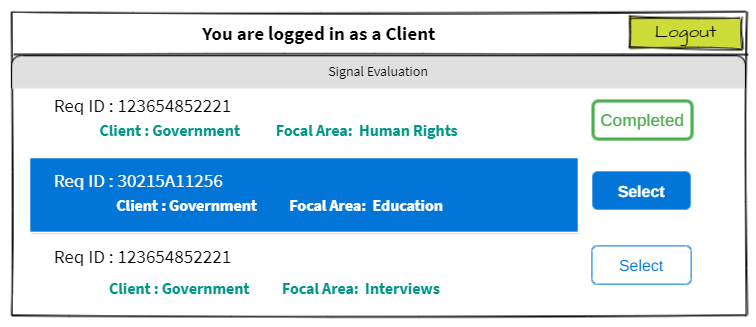 You are logged in as a Client
Logout
Signal Evaluation
Req ID : 123654852221
Completed
Client : Government Focal Area: Human Rights
Req ID : 30215A11256
Select
Client : Government Focal Area: Education
Req ID : 123654852221
Select
Client : Government Focal Area: Interviews